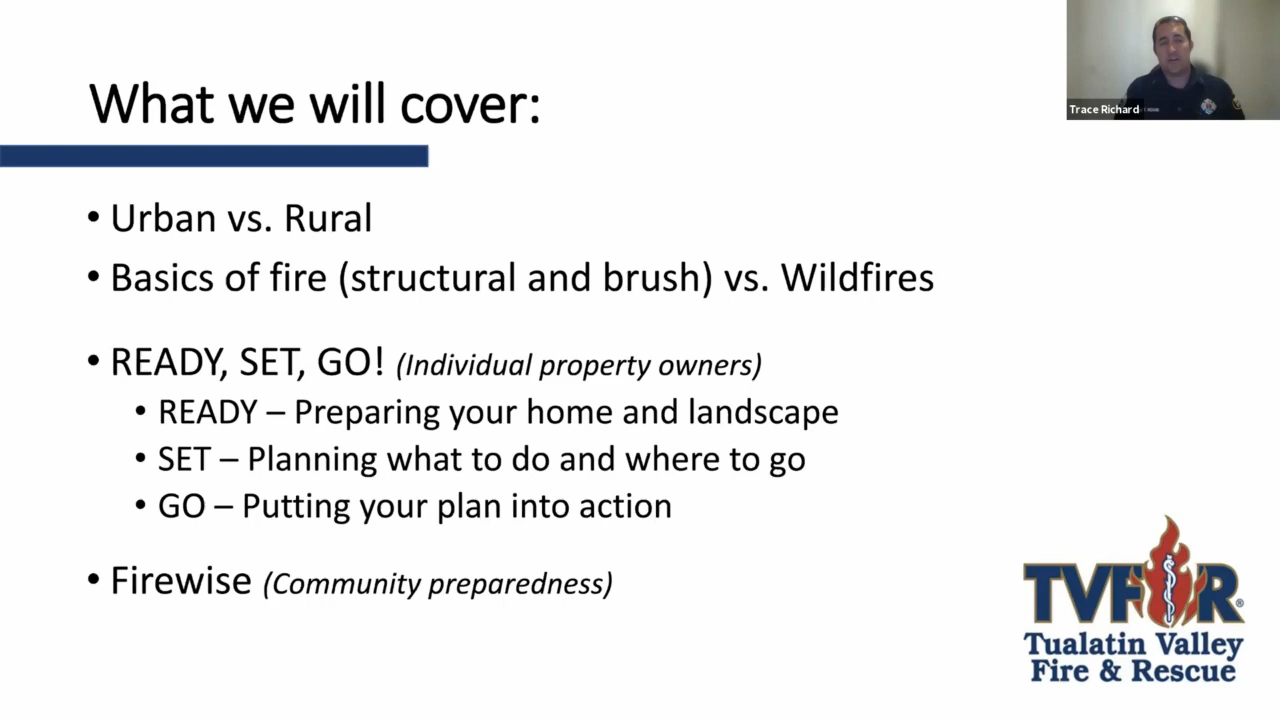 What we will cover:
Trace Richard
• Urban vs. Rural
• Basics of fire (structural and brush) vs. Wildfires
• READY, SET, GO! (Individual property owners)
• READY – Preparing your home and landscape
• SET – Planning what to do and where to go
• GO – Putting your plan into action
• Firewise (Community preparedness)
TVF&R®
Tualatin Valley
Fire & Rescue